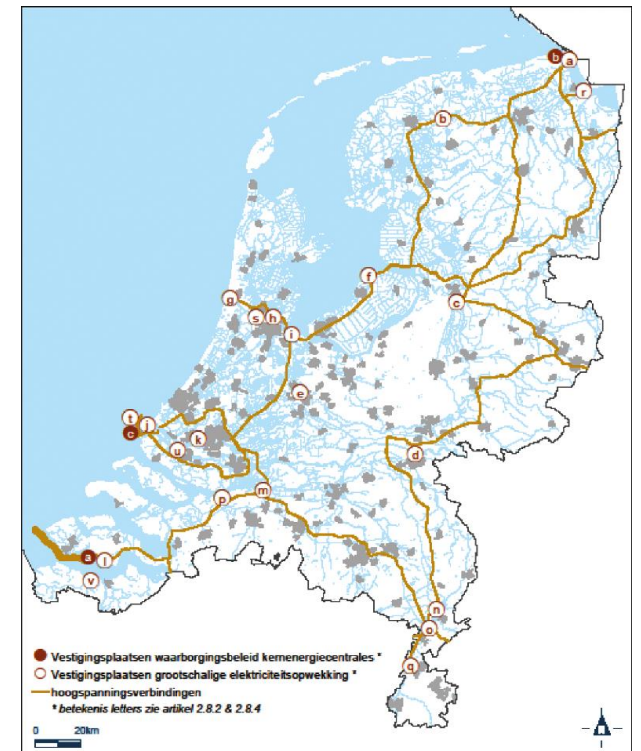 b
a
r
b
f
c
g
s
h
i
e
t
j
c
k
u
d
p
m
a
l
v
n
o
q
Vestigingsplaatsen waarborgingsbeleid kernenergiecentrales *
Vestigingsplaatsen grootschalige elektriciteitsopwekking *
hoogspanningsverbindingen
* betekenis letters zie artikel 2.8.2 & 2.8.4
0 20km